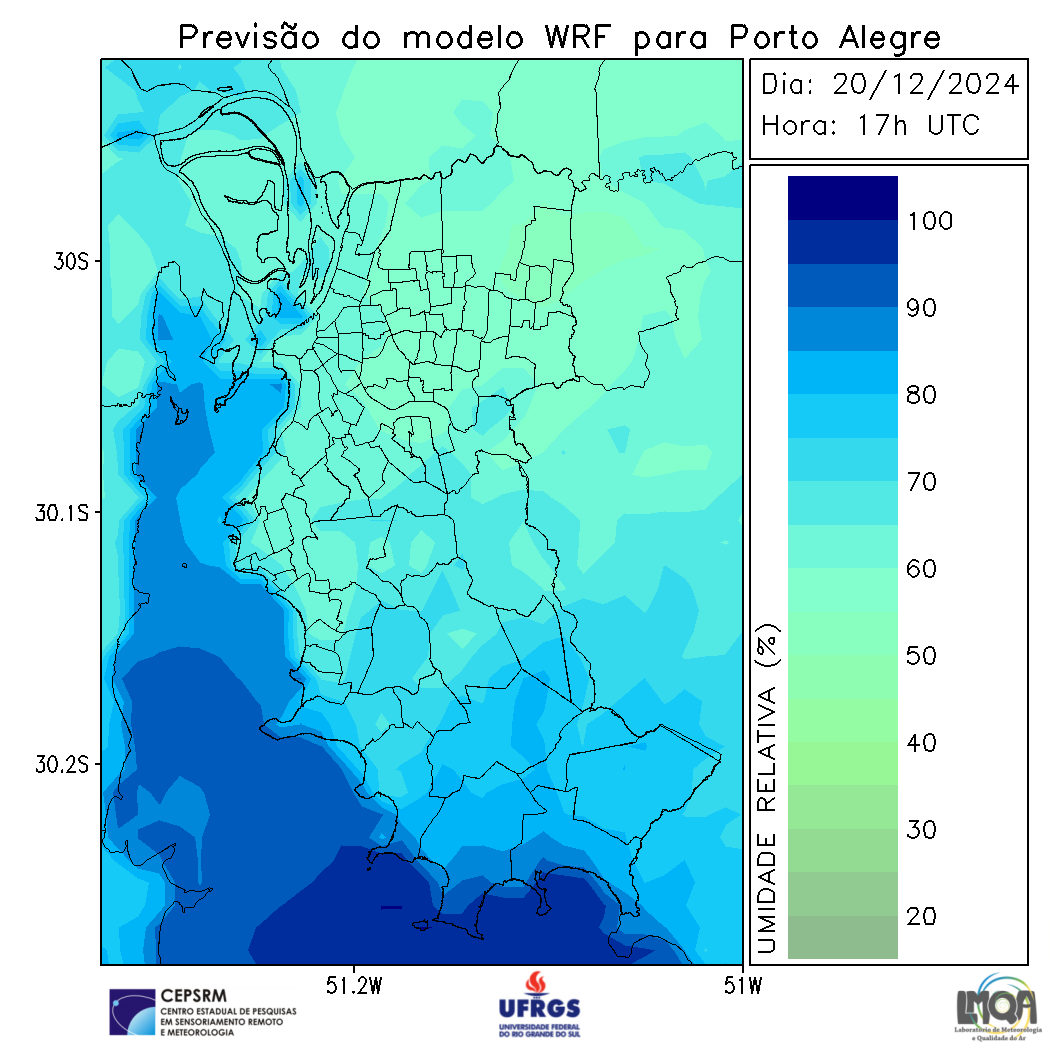 Previsão do modelo WRF para Porto Alegre
Dia: 20/12/2024
Hora: 17h UTC
100
90
80
70
60
50
40
30
20
UMIDADE RELATIVA (%)
30S
30.1S
30.2S
51.2W
51W
CEPSRM
CENTRO ESTADUAL DE PESQUISAS
EM SENSORIAMENTO REMOTO
E METEOROLOGIA
UFRGS
UNIVERSIDADE FEDERAL
DO RIO GRANDE DO SUL
LMQA
Laboratório de Meteorologia
e Qualidade do Ar